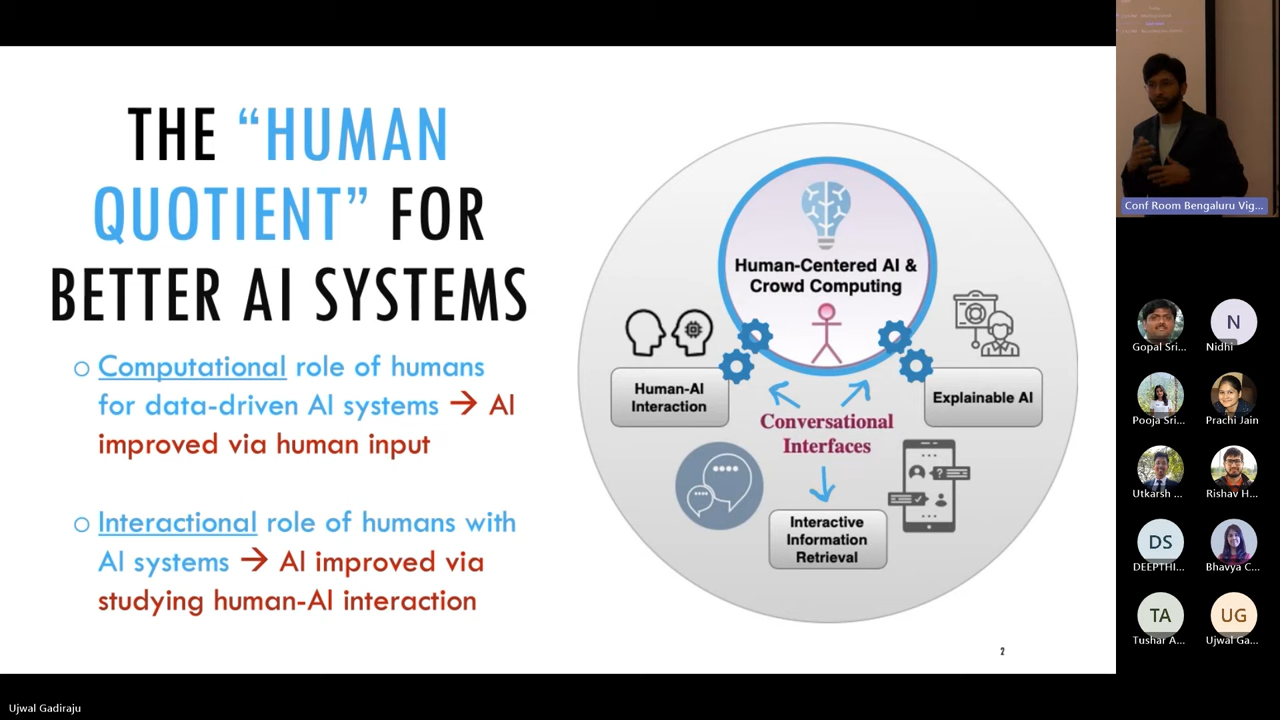 THE “HUMAN
QUOTIENT” FOR
BETTER AI SYSTEMS
Computational role of humans
for data-driven AI systems → AI
improved via human input
Interactional role of humans with
AI systems → AI improved via
studying human-AI interaction
Human-Centered AI &
Crowd Computing
Human-AI
Interaction
Explainable AI
Conversational
Interfaces
Interactive
Information
Retrieval
2
Conf Room Bengaluru Vig...
Gopal Sri...
N
Nidhi
Pooja Sri...
Prachi Jain
Utkarsh ...
Rishav H...
DS
DEEPTHI...
Bhavya C...
TA
Tushar A...
UG
Ujwal Ga...
Ujwal Gadiraju